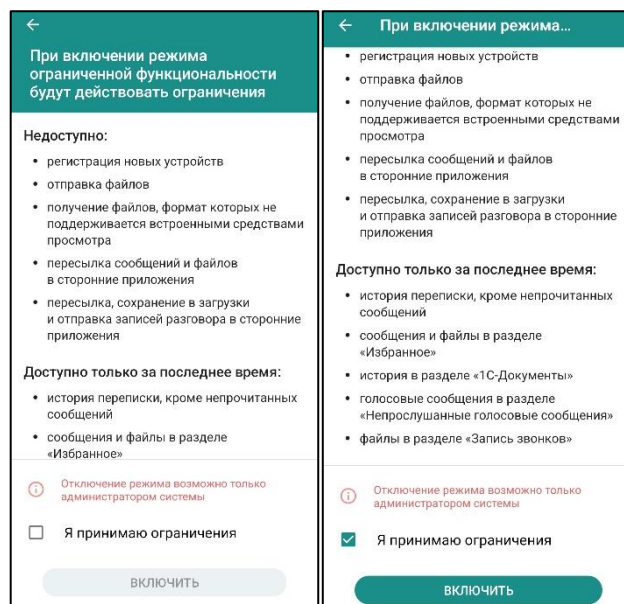 При включении режима
ограниченной функциональности
будут действовать ограничения
Недоступно:
• регистрация новых устройств
• отправка файлов
• получение файлов, формат которых не
поддерживается встроенными средствами
просмотра
• пересылка сообщений и файлов
в сторонние приложения
• пересылка, сохранение в загрузки
и отправка записей разговора в сторонние
приложения
Доступно только за последнее время:
• история переписки, кроме непрочитанных
сообщений
• сообщения и файлы в разделе
«Избранное»
Отключение режима возможно только
администратором системы
Я принимаю ограничения
ВКЛЮЧИТЬ
При включении режима...
• регистрация новых устройств
• отправка файлов
• получение файлов, формат которых не
поддерживается встроенными средствами
просмотра
• пересылка сообщений и файлов
в сторонние приложения
• пересылка, сохранение в загрузки
и отправка записей разговора в сторонние
приложения
Доступно только за последнее время:
• история переписки, кроме непрочитанных
сообщений
• сообщения и файлы в разделе
«Избранное»
• история в разделе «1С-Документы»
• голосовые сообщения в разделе
«Непрослушанные голосовые сообщения»
• файлы в разделе «Запись звонков»
Отключение режима возможно только
администратором системы
Я принимаю ограничения
ВКЛЮЧИТЬ